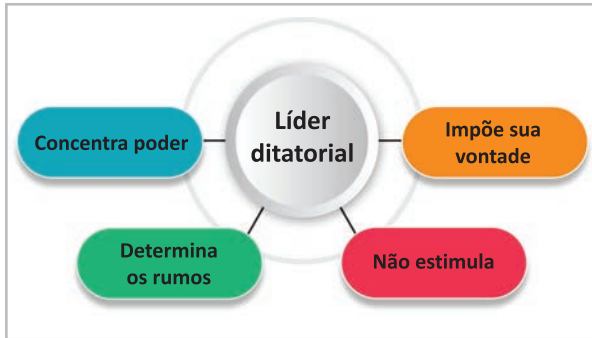 Líder
ditatorial
Concentra poder
Impõe sua
vontade
Determina
os rumos
Não estimula